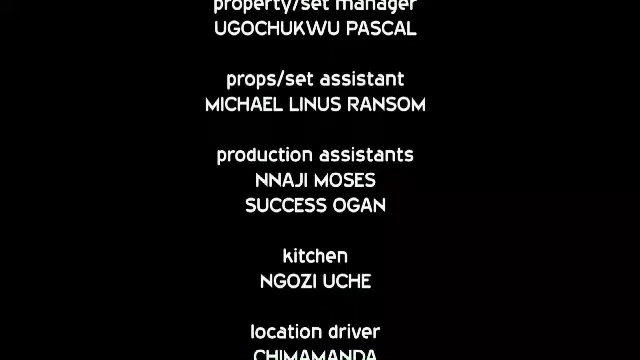 property/set manager
UGOCHUKWU PASCAL
props/set assistant
MICHAEL LINUS RANSOM
production assistants
NNAJI MOSES
SUCCESS OGAN
kitchen
NGOZI UCHE
location driver
CHIMAMANDA